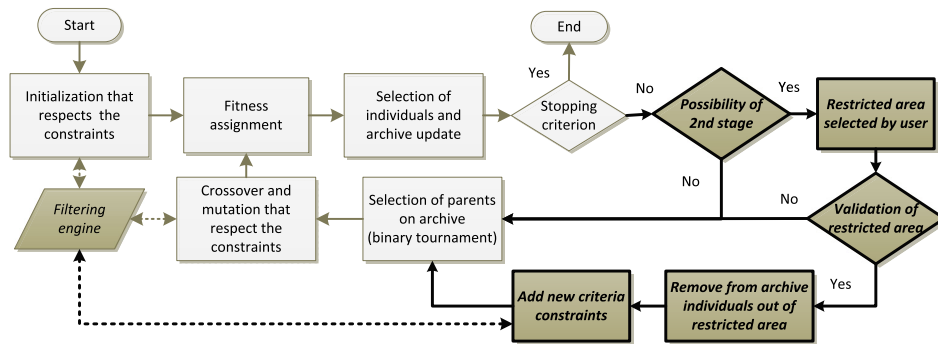 Start
End
Initialization that
respects the
constraints
Fitness
assignment
Selection of
individuals and
archive update
Yes
Stopping
criterion
No
Possibility of
2nd stage
Yes
Restricted area
selected by user
No
Filtering
engine
Crossover and
mutation that
respect the
constraints
Selection of parents
on archive
(binary tournament)
No
Validation of
restricted area
Yes
Add new criteria
constraints
Remove from archive
individuals out of
restricted area